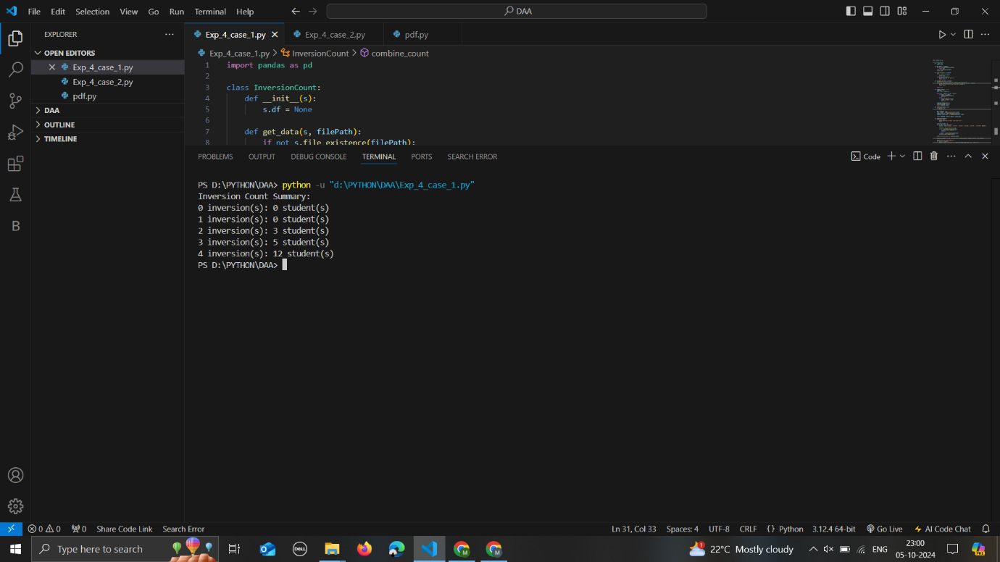 File Edit Selection View Go Run Terminal Help
DAA
EXPLORER
OPEN EDITORS
Exp_4_case_1.py
Exp_4_case_2,py
pdf.py
DAA
OUTLINE
TIMELINE
Exp_4_case_1.py Exp_4_case_2,py pdf.py
Exp_4_case_1.py > InversionCount > combine_count
1 import pandas as pd
2
3 class InversionCount:
4 def __init__(s):
5 s.df = None
6
7 def get_data(s, filePath):
8 if not s.file_existence(filePath):
PROBLEMS OUTPUT DEBUG CONSOLE TERMINAL PORTS SEARCH ERROR
Code
PS D:\PYTHON\DAA> python -u "d:\PYTHON\DAA\Exp_4_case_1.py"
Inversion Count Summary:
0 inversion(s): 0 student(s)
1 inversion(s): 0 student(s)
2 inversion(s): 3 student(s)
3 inversion(s): 5 student(s)
4 inversion(s): 12 student(s)
PS D:\PYTHON\DAA>
B
0 0 0 Share Code Link Search Error
Ln 31, Col 33 Spaces: 4 UTF-8 CRLF {} Python 3.12.4 64-bit Go Live AI Code Chat
Type here to search
DELL
M M
1
22°C Mostly cloudy
ENG
23:00
05-10-2024
PRE